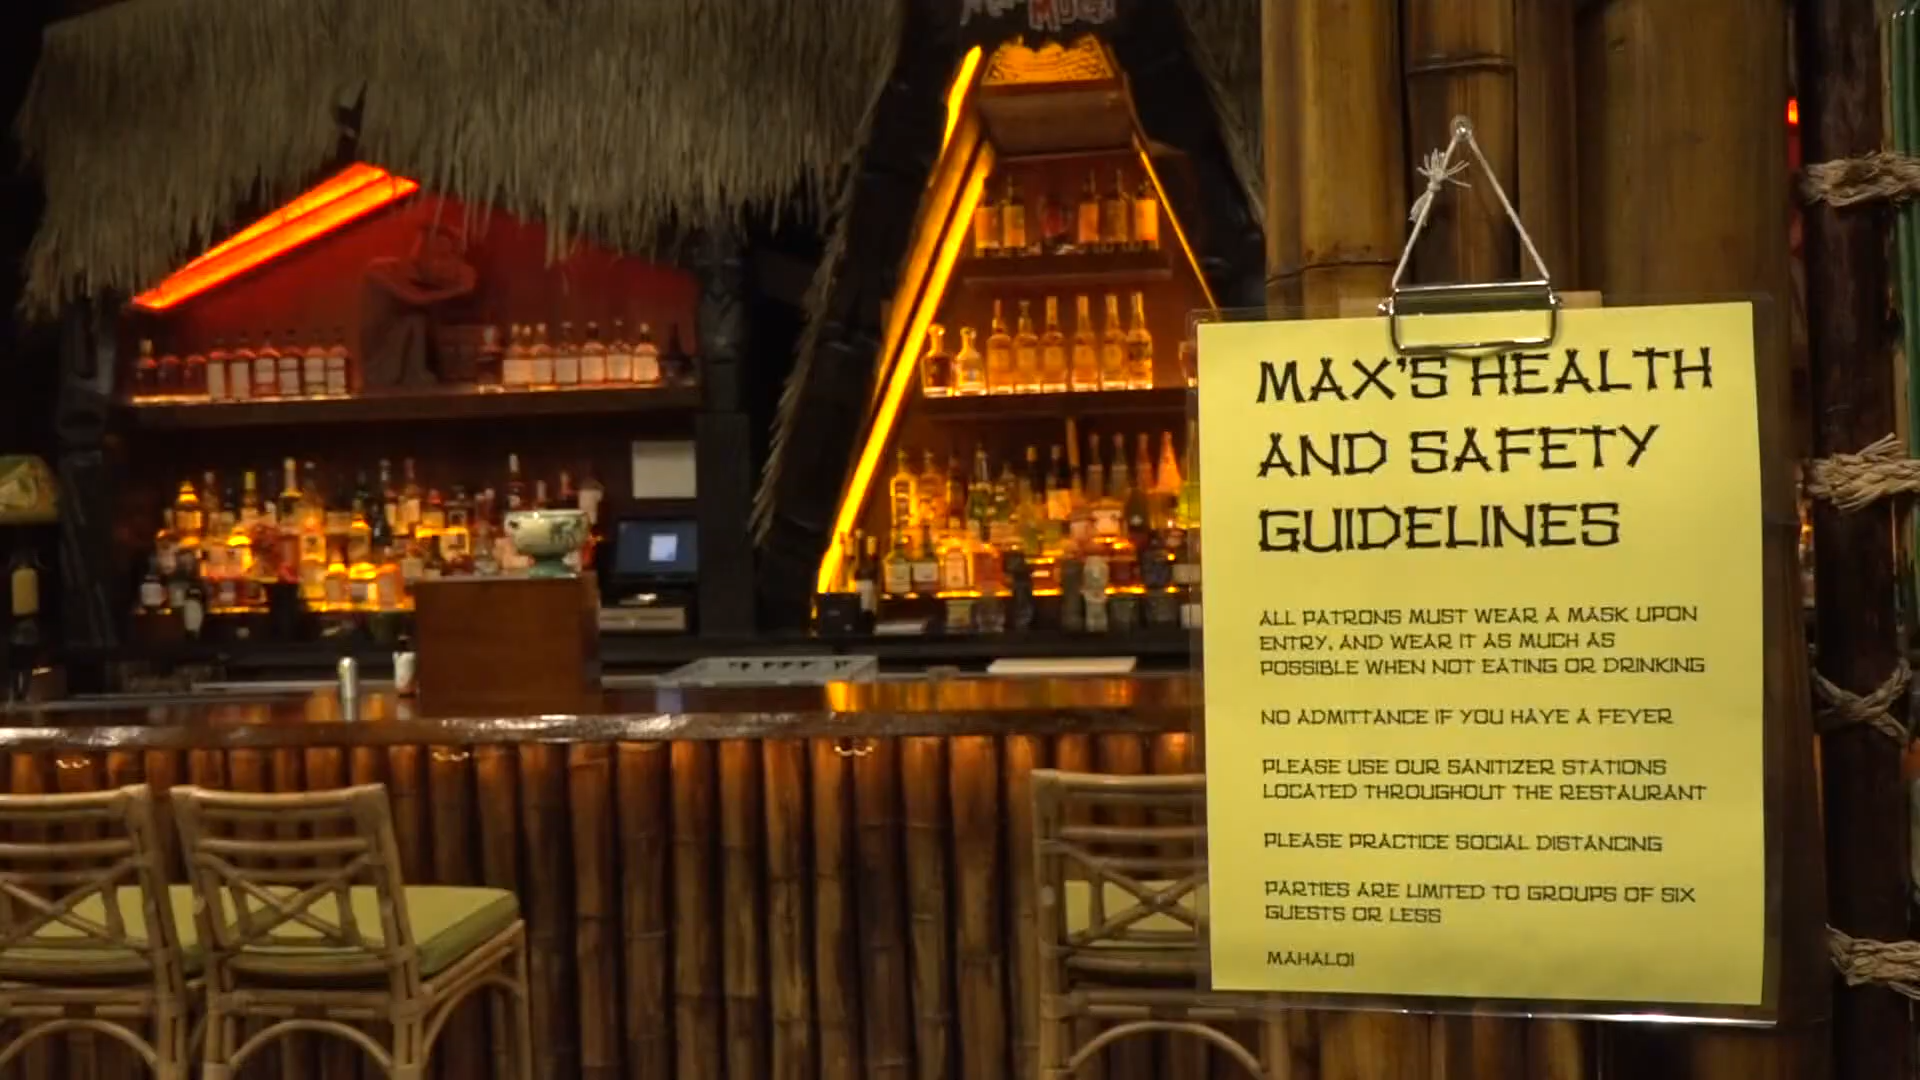 MAX'S HEALTH
AND SAFETY
GUIDELINES
ALL PATRONS MUST WEAR A MASK UPON
ENTRY, AND WEAR IT AS MUCH AS
POSSIBLE WHEN NOT EATING OR DRINKING
NO ADMITTANCE IF YOU HAVE A FEVER
PLEASE USE OUR SANITIZER STATIONS
LOCATED THROUGHOUT THE RESTAURANT
PLEASE PRACTICE SOCIAL DISTANCING
PARTIES ARE LIMITED TO GROUPS OF SIX
GUESTS OR LESS
MAHALO!